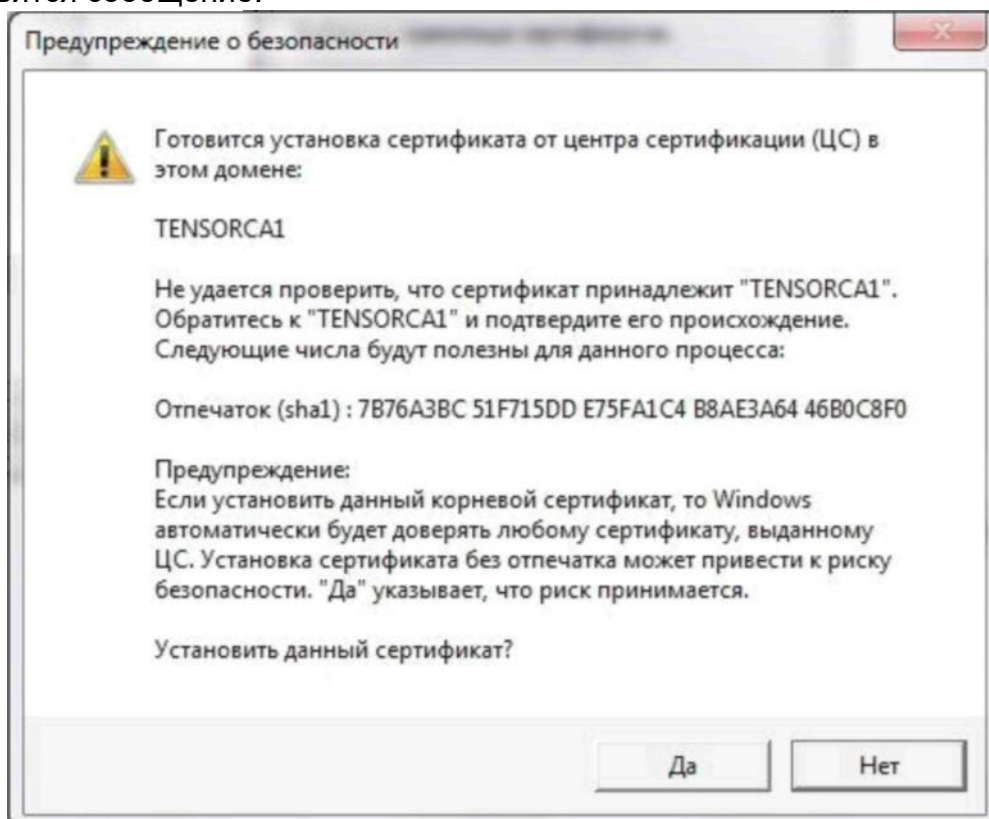 сообщение:
Предупреждение о безопасности
Готовится установка сертификата от центра сертификации (ЦС) в
этом домене:
TENSORCA1
Не удается проверить, что сертификат принадлежит "TENSORCA1".
Обратитесь к "TENSORCA1" и подтвердите его происхождение.
Следующие числа будут полезны для данного процесса:
Отпечаток (sha1) : 7B76A3BC 51F715DD E75FA1C4 B8AE3A64 46B0C8F0
Предупреждение:
Если установить данный корневой сертификат, то Windows
автоматически будет доверять любому сертификату, выданному
ЦС. Установка сертификата без отпечатка может привести к риску
безопасности. "Да" указывает, что риск принимается.
Установить данный сертификат?
Да Нет